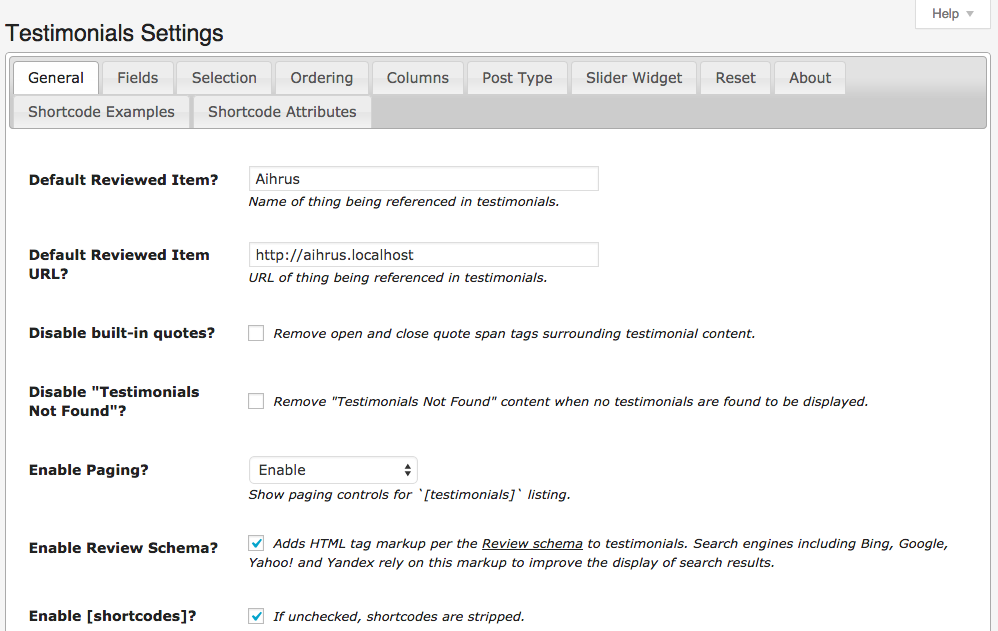 Help
Testimonials Settings
General Fields Selection Ordering Columns Post Type Slider Widget Reset About
Shortcode Examples Shortcode Attributes
Default Reviewed Item? Aihrus
Name of thing being referenced in testimonials.
Default Reviewed Item URL? http://aihrus.localhost
URL of thing being referenced in testimonials.
Disable built-in quotes? Remove open and close quote span tags surrounding testimonial content.
Disable "Testimonials
Not Found"? Remove "Testimonials Not Found" content when no testimonials are found to be displayed.
Enable Paging? Enable
Show paging controls for `[testimonials]` listing.
Enable Review Schema? Adds HTML tag markup per the Review schema to testimonials. Search engines including Bing, Google,
Yahoo! and Yandex rely on this markup to improve the display of search results.
Enable [shortcodes]? If unchecked, shortcodes are stripped.